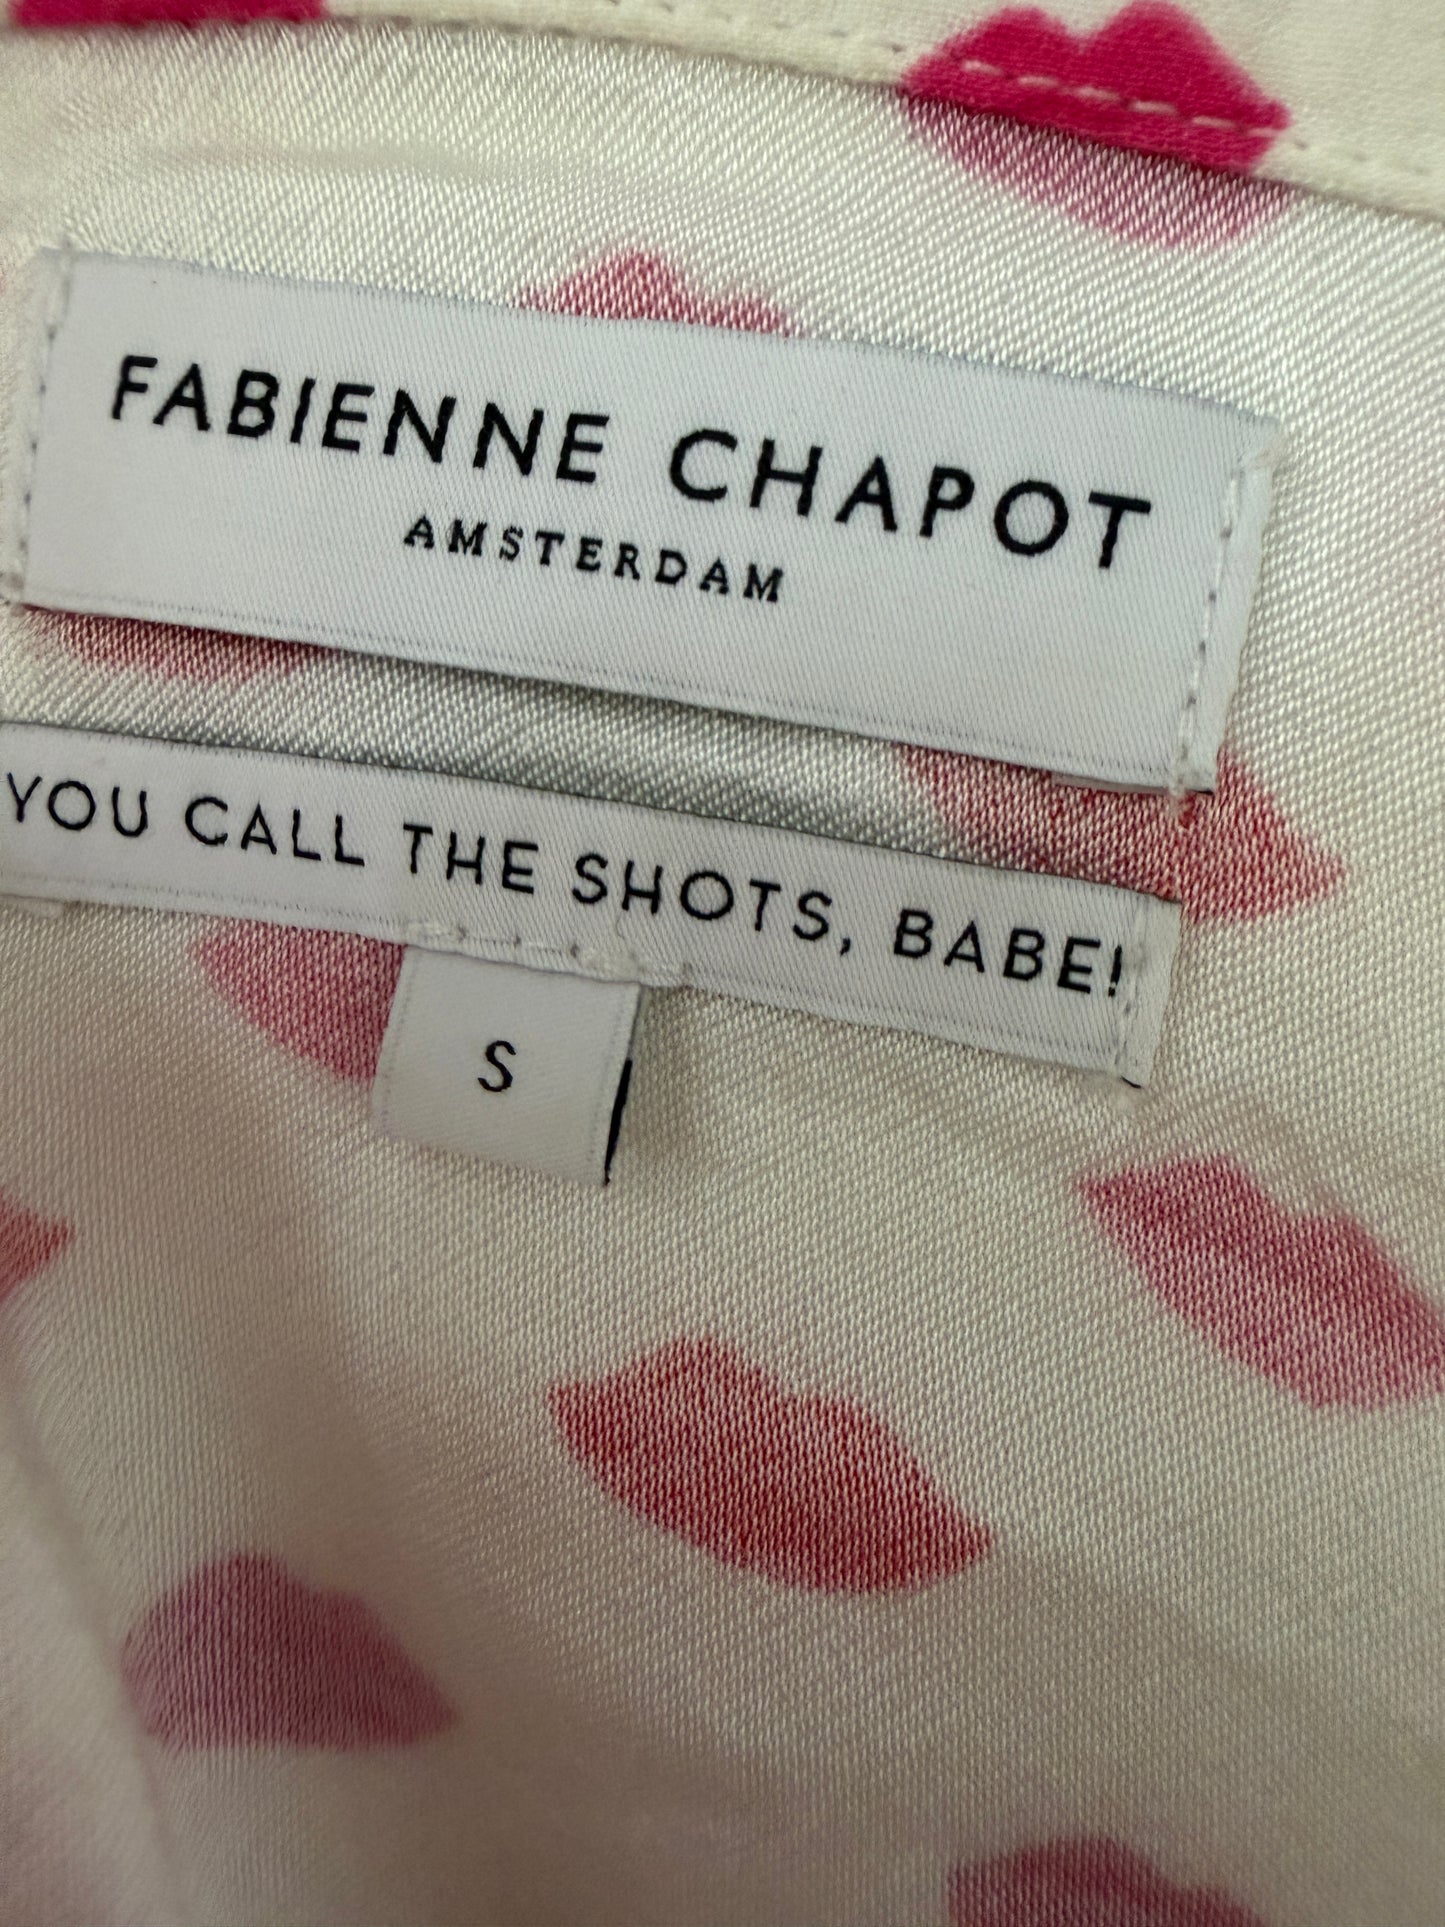 FABIENNE CHAPOT
AMSTERDAM
YOU CALL THE SHOTS, BABE!
S